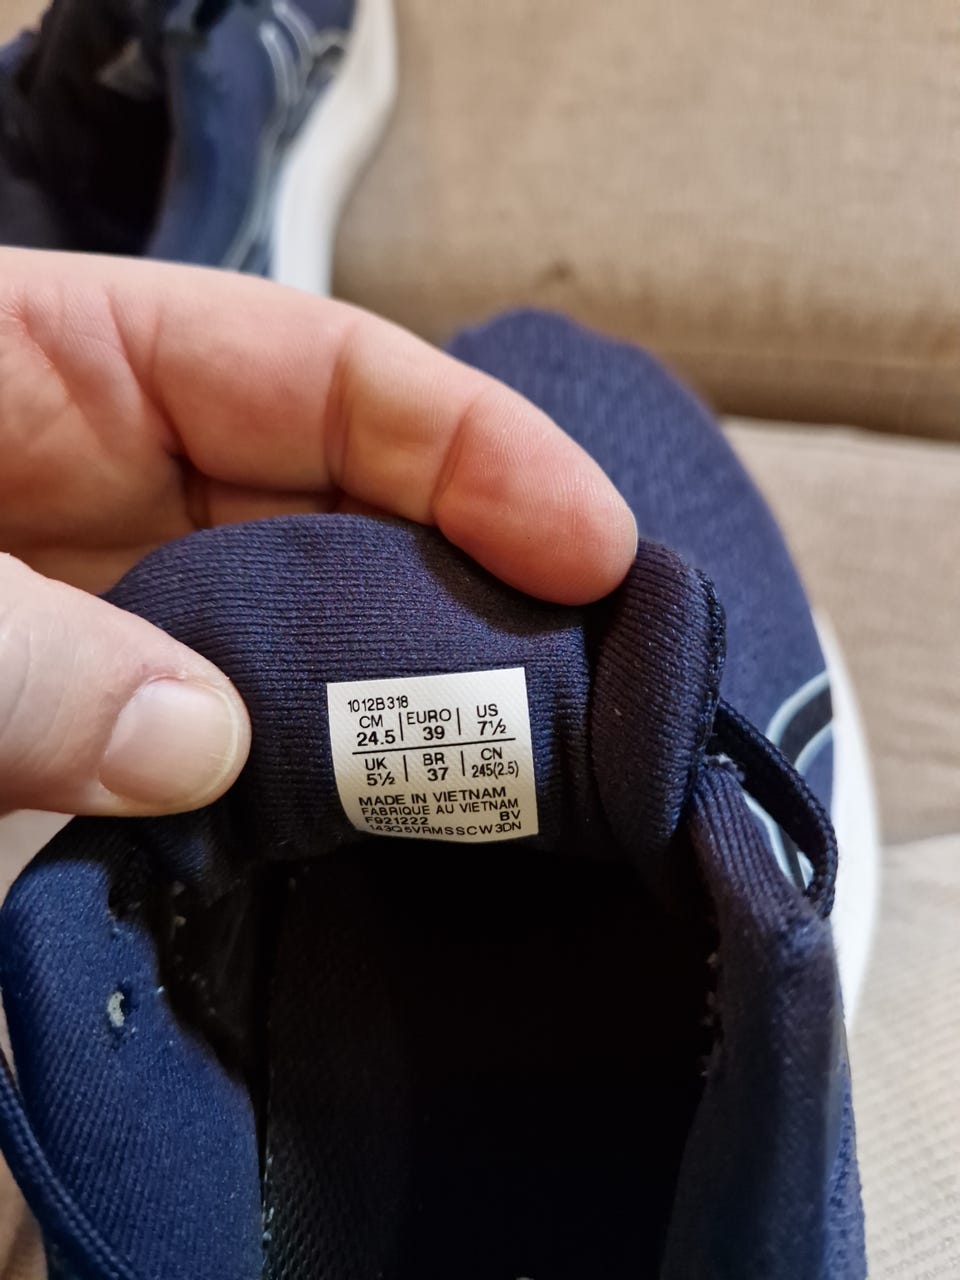 1012B318
CM EURO US
24.5 39 7½
UK BR CN
5½ 37 245(2.5)
MADE IN VIETNAM
FABRIQUE AU VIETNAM
F921222 BV
143Q5VRMSSCW3DN